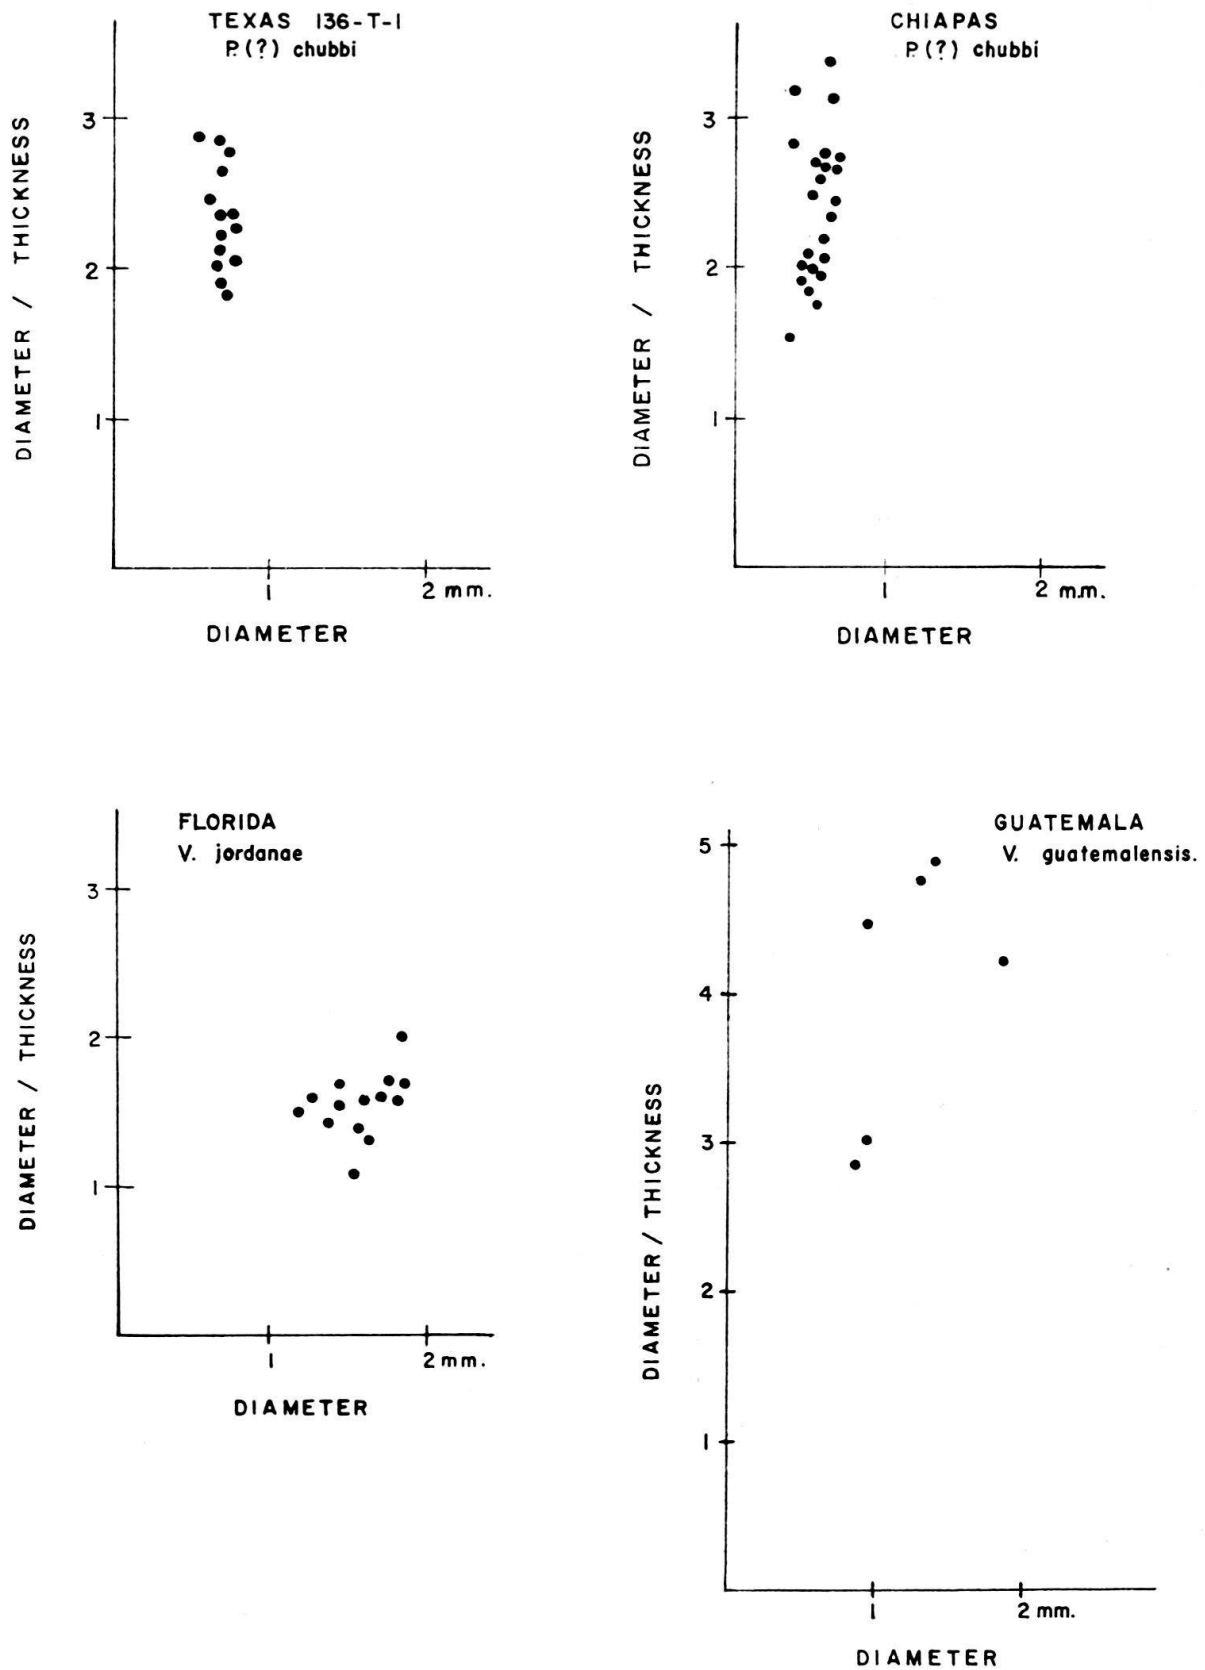 TEXAS 136-T-1
P.(?) chubbi
3
2
1
DIAMETER / THICKNESS
1
2 mm.
DIAMETER
CHIAPAS
P.(?) chubbi
3
2
1
DIAMETER / THICKNESS
1
2 m.m.
DIAMETER
FLORIDA
V. jordanae
3
2
1
DIAMETER / THICKNESS
1
2 mm.
DIAMETER
GUATEMALA
V. guatemalensis.
5
4
3
2
1
DIAMETER / THICKNESS
1
2 mm.
DIAMETER